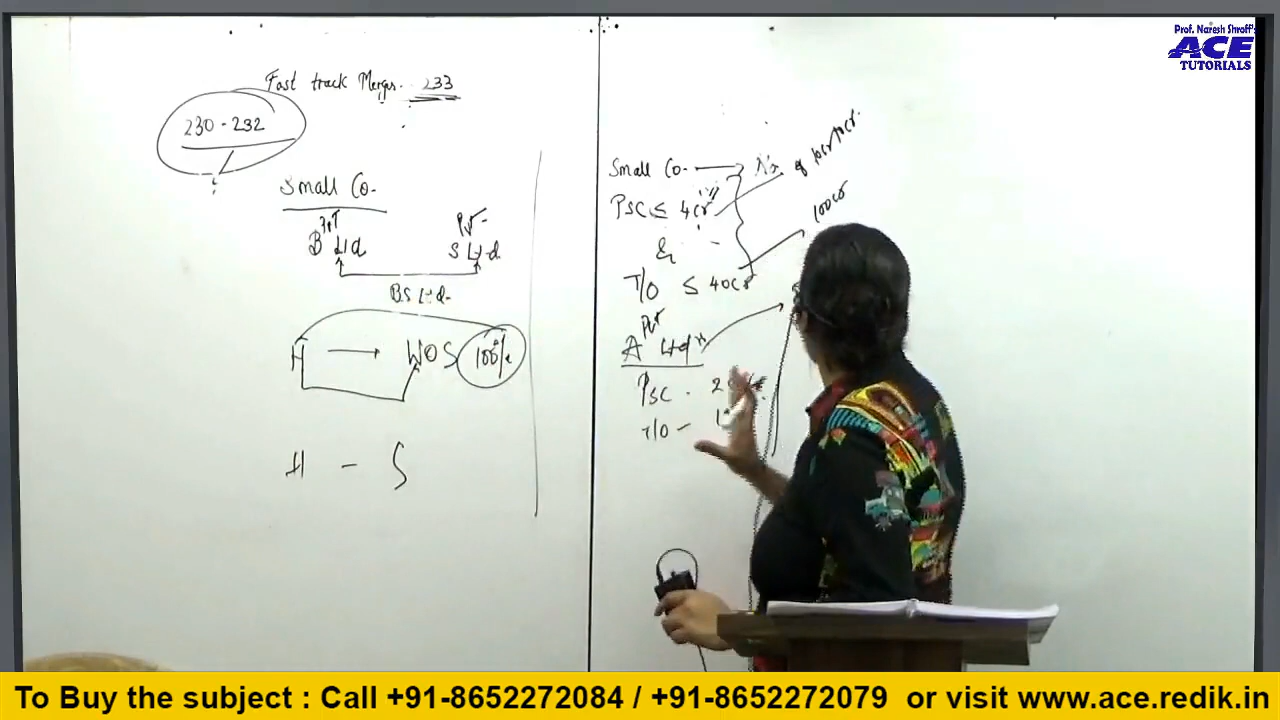 Prof. Naresh Shroff's
ACE
TUTORIALS
Fast track Merger. 233
230 - 232
Small Co.
Pvt Pvt
B Ltd S Ltd
BS Ltd.
H WOS 100%
H - S
Small Co.
PSC ≤ 4cr
&
T/O ≤ 40cr
100cr
Pvt
A Ltd
PSC -
T/O -
To Buy the subject : Call +91-8652272084 / +91-8652272079 or visit www.ace.redik.in